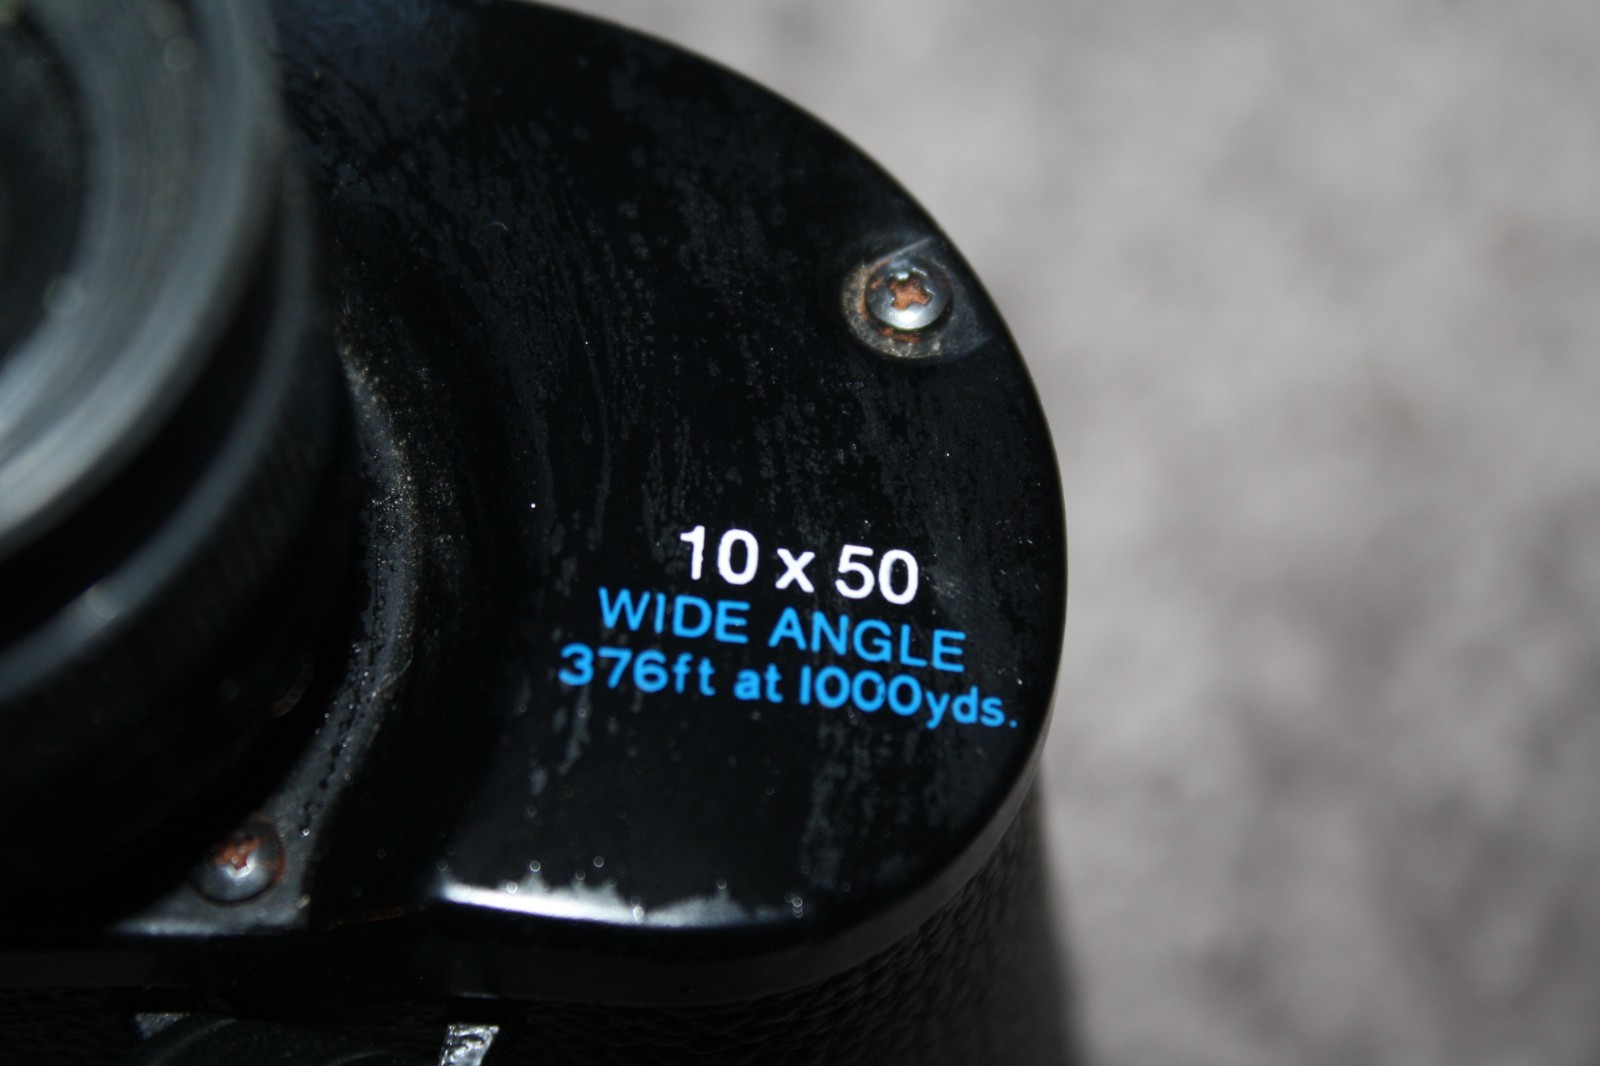 10 x 50
WIDE ANGLE
376ft at 1000yds.